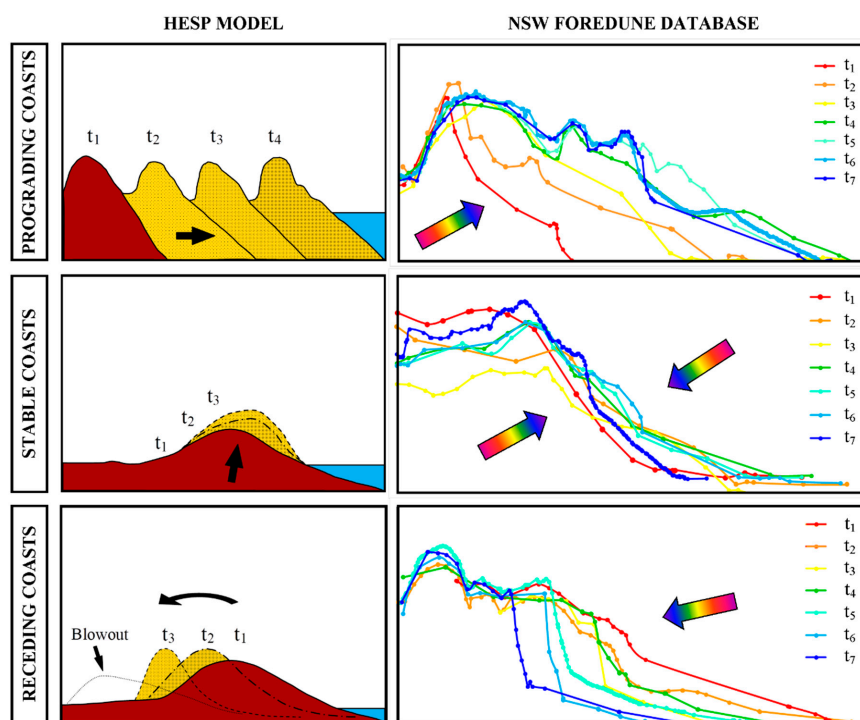 HESP MODEL
NSW FOREDUNE DATABASE
PROGRADING COASTS
t1
t2
t3
t4
t1
t2
t3
t4
t5
t6
t7
STABLE COASTS
t1
t2
t3
t1
t2
t3
t4
t5
t6
t7
RECEDING COASTS
Blowout
t3
t2
t1
t1
t2
t3
t4
t5
t6
t7